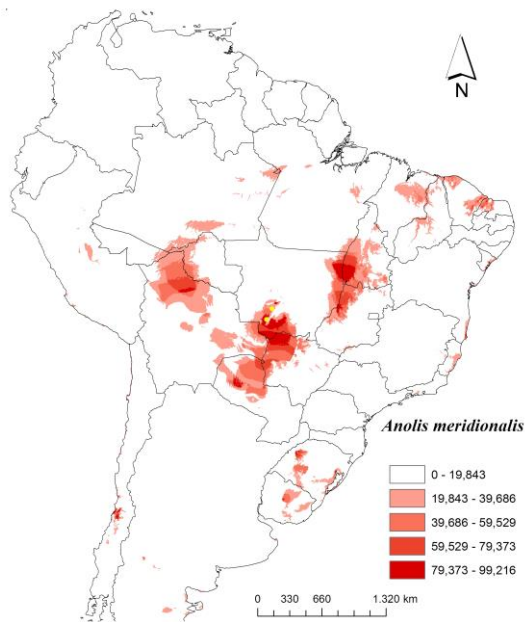 N
Anolis meridionalis
0 - 19,843
19,843 - 39,686
39,686 - 59,529
59,529 - 79,373
79,373 - 99,216
0 330 660 1.320 km